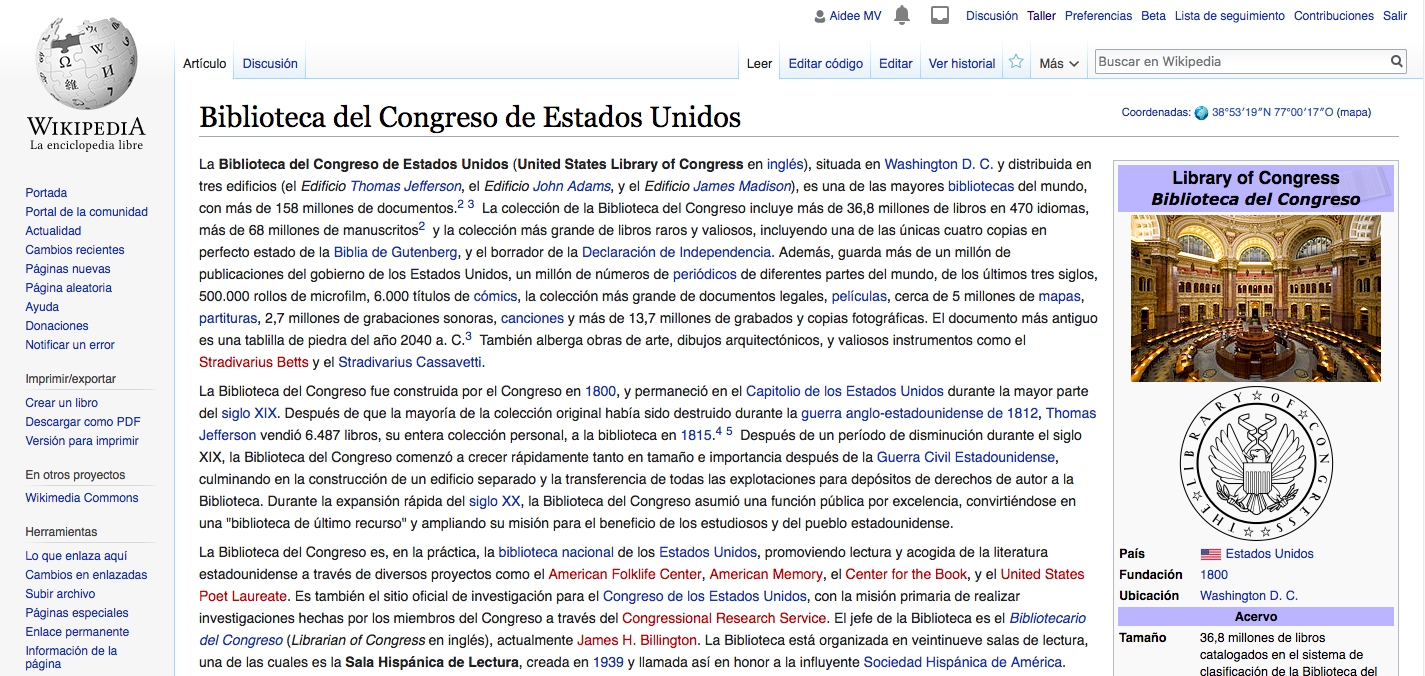 Aidee MV Discusión Taller Preferencias Beta Lista de seguimiento Contribuciones Salir
WIKIPEDIA
La enciclopedia libre
Artículo Discusión Leer Editar código Editar Ver historial Más Buscar en Wikipedia
Portada
Portal de la comunidad
Actualidad
Cambios recientes
Páginas nuevas
Página aleatoria
Ayuda
Donaciones
Notificar un error
Imprimir/exportar
Crear un libro
Descargar como PDF
Versión para imprimir
En otros proyectos
Wikimedia Commons
Herramientas
Lo que enlaza aquí
Cambios en enlazadas
Subir archivo
Páginas especiales
Enlace permanente
Información de la
página
Biblioteca del Congreso de Estados Unidos
Coordenadas: 38°53′19″N 77°00′17″O (mapa)
La Biblioteca del Congreso de Estados Unidos (United States Library of Congress en inglés), situada en Washington D. C. y distribuida en
tres edificios (el Edificio Thomas Jefferson, el Edificio John Adams, y el Edificio James Madison), es una de las mayores bibliotecas del mundo,
con más de 158 millones de documentos.2 3 La colección de la Biblioteca del Congreso incluye más de 36,8 millones de libros en 470 idiomas,
más de 68 millones de manuscritos2 y la colección más grande de libros raros y valiosos, incluyendo una de las únicas cuatro copias en
perfecto estado de la Biblia de Gutenberg, y el borrador de la Declaración de Independencia. Además, guarda más de un millón de
publicaciones del gobierno de los Estados Unidos, un millón de números de periódicos de diferentes partes del mundo, de los últimos tres siglos,
500.000 rollos de microfilm, 6.000 títulos de cómics, la colección más grande de documentos legales, películas, cerca de 5 millones de mapas,
partituras, 2,7 millones de grabaciones sonoras, canciones y más de 13,7 millones de grabados y copias fotográficas. El documento más antiguo
es una tablilla de piedra del año 2040 a. C.3 También alberga obras de arte, dibujos arquitectónicos, y valiosos instrumentos como el
Stradivarius Betts y el Stradivarius Cassavetti.
La Biblioteca del Congreso fue construida por el Congreso en 1800, y permaneció en el Capitolio de los Estados Unidos durante la mayor parte
del siglo XIX. Después de que la mayoría de la colección original había sido destruido durante la guerra anglo-estadounidense de 1812, Thomas
Jefferson vendió 6.487 libros, su entera colección personal, a la biblioteca en 1815.4 5 Después de un período de disminución durante el siglo
XIX, la Biblioteca del Congreso comenzó a crecer rápidamente tanto en tamaño e importancia después de la Guerra Civil Estadounidense,
culminando en la construcción de un edificio separado y la transferencia de todas las explotaciones para depósitos de derechos de autor a la
Biblioteca. Durante la expansión rápida del siglo XX, la Biblioteca del Congreso asumió una función pública por excelencia, convirtiéndose en
una "biblioteca de último recurso" y ampliando su misión para el beneficio de los estudiosos y del pueblo estadounidense.
La Biblioteca del Congreso es, en la práctica, la biblioteca nacional de los Estados Unidos, promoviendo lectura y acogida de la literatura
estadounidense a través de diversos proyectos como el American Folklife Center, American Memory, el Center for the Book, y el United States
Poet Laureate. Es también el sitio oficial de investigación para el Congreso de los Estados Unidos, con la misión primaria de realizar
investigaciones hechas por los miembros del Congreso a través del Congressional Research Service. El jefe de la Biblioteca es el Bibliotecario
del Congreso (Librarian of Congress en inglés), actualmente James H. Billington. La Biblioteca está organizada en veintinueve salas de lectura,
una de las cuales es la Sala Hispánica de Lectura, creada en 1939 y llamada así en honor a la influyente Sociedad Hispánica de América.
Library of Congress
Biblioteca del Congreso
THE LIBRARY OF CONGRESS
País Estados Unidos
Fundación 1800
Ubicación Washington D. C.
Acervo
Tamaño 36,8 millones de libros
catalogados en el sistema de
clasificación de la Biblioteca del